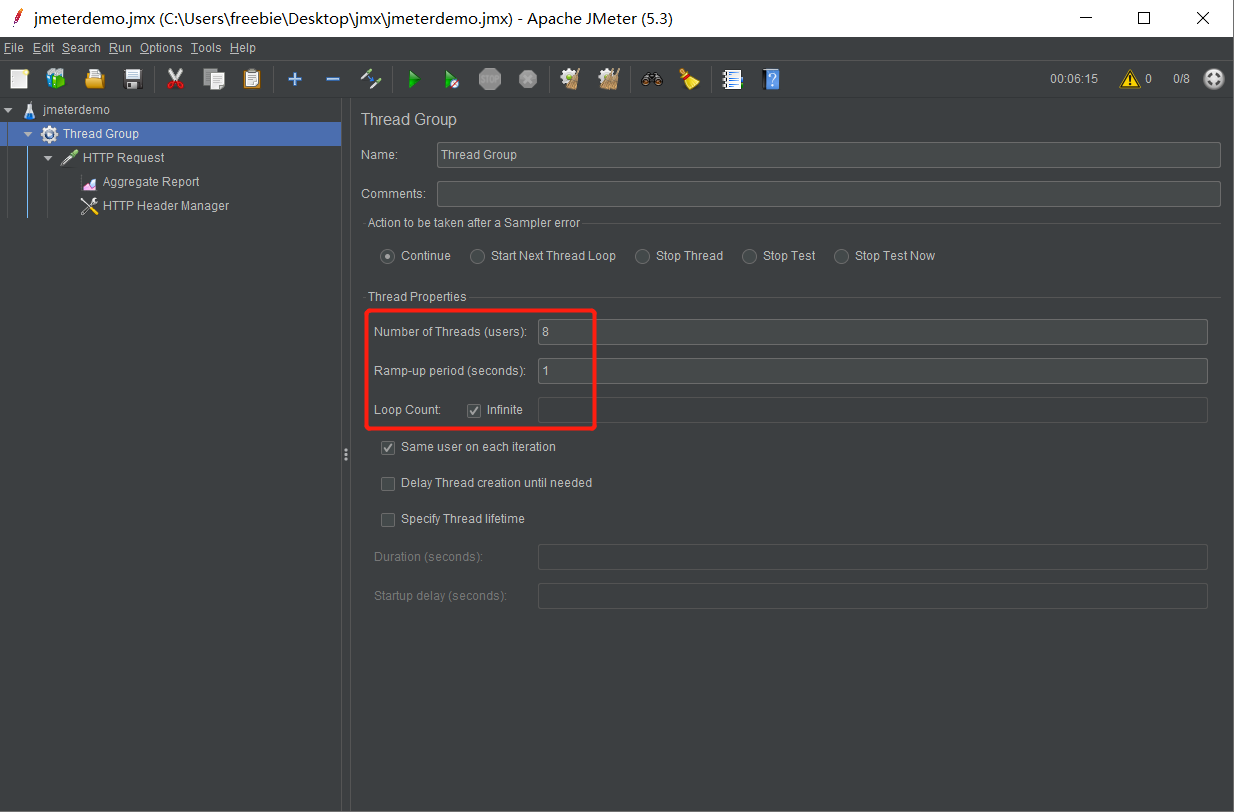 jmeterdemo.jmx (C:\Users\freebie\Desktop\jmx\jmeterdemo.jmx) - Apache JMeter (5.3)
File Edit Search Run Options Tools Help
STOP 00:06:15 0 0/8
jmeterdemo
Thread Group
HTTP Request
Aggregate Report
HTTP Header Manager
Thread Group
Name: Thread Group
Comments:
Action to be taken after a Sampler error
Continue Start Next Thread Loop Stop Thread Stop Test Stop Test Now
Thread Properties
Number of Threads (users): 8
Ramp-up period (seconds): 1
Loop Count: Infinite
Same user on each iteration
Delay Thread creation until needed
Specify Thread lifetime
Duration (seconds):
Startup delay (seconds):